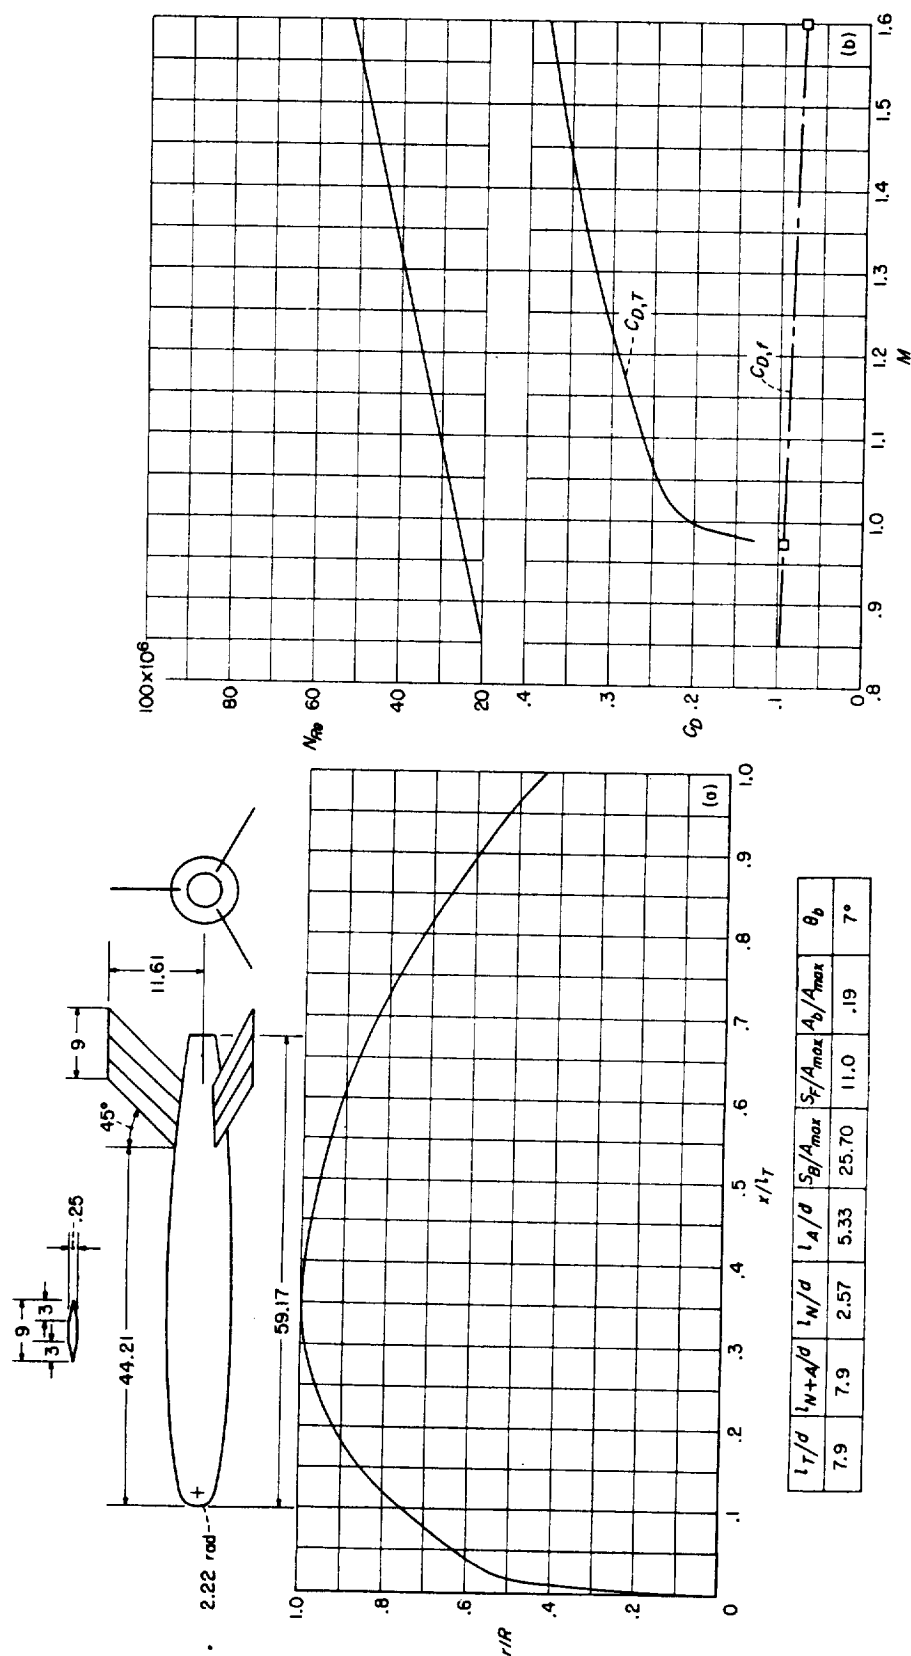 9
3
3
.25
44.21
45°
9
11.61
2.22 rad
59.17
1.0
.8
.6
.4
.2
0
r/R
.1
.2
.3
.4
.5
.6
.7
.8
.9
1.0
x/l_T
(a)
l_T/d l_N+A/d l_N/d l_A/d S_B/A_max S_F/A_max A_b/A_max θ_b
7.9 7.9 2.57 5.33 25.70 11.0 .19 7°
100×10⁶
80
N_Re 60
40
20
C_D,T
C_D,f
.3
C_D .2
.1
0
.8 .9 1.0 1.1 1.2 1.3 1.4 1.5 1.6
M
(b)